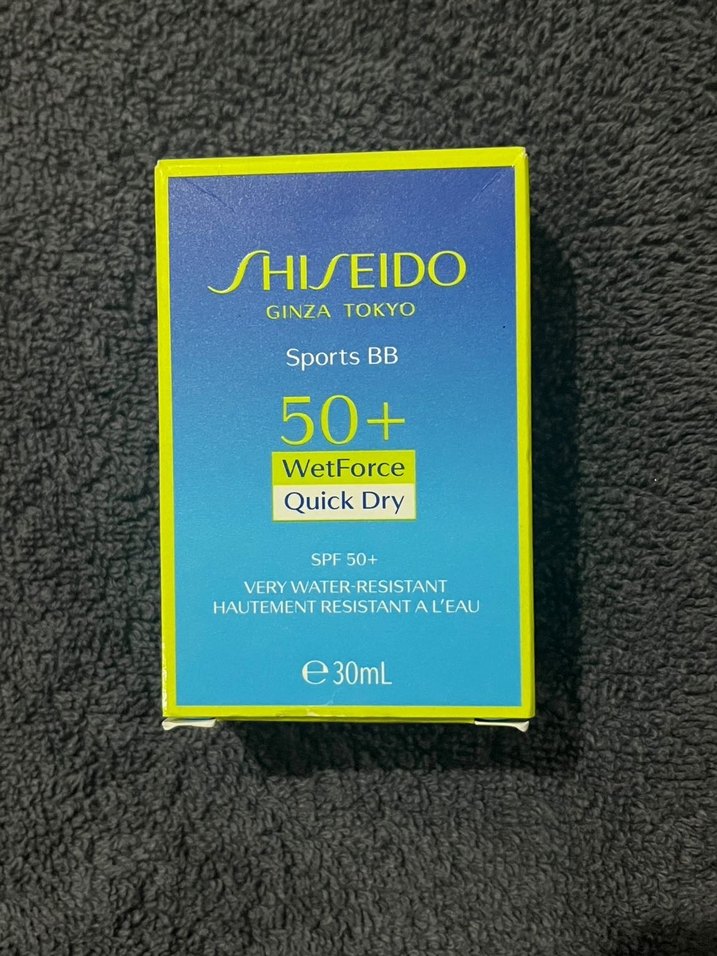 SHISEIDO
GINZA TOKYO
Sports BB
50+
WetForce
Quick Dry
SPF 50+
VERY WATER-RESISTANT
HAUTEMENT RESISTANT A L'EAU
℮30mL